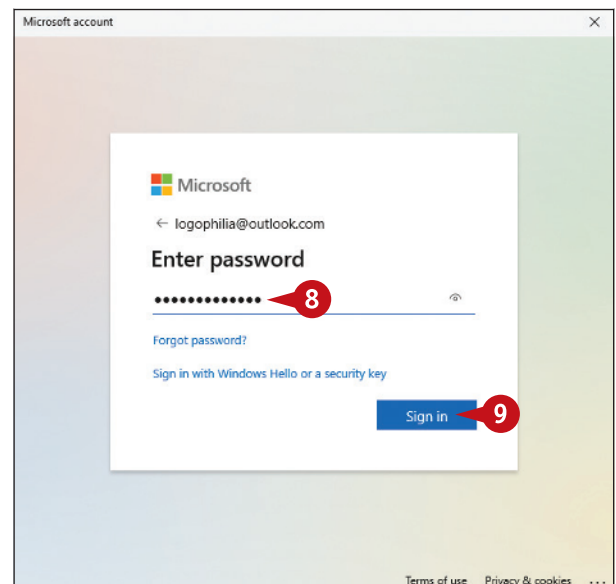 Microsoft account
Microsoft
← logophilia@outlook.com
Enter password
•••••••••••••
8
Forgot password?
Sign in with Windows Hello or a security key
Sign in
9
Terms of use Privacy & cookies ...